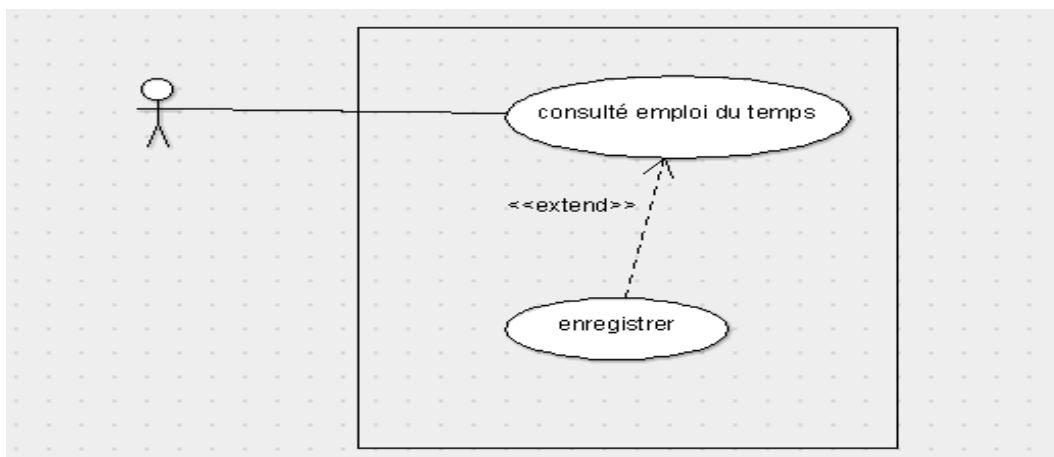 consulté emploi du temps
<<extend>>
enregistrer